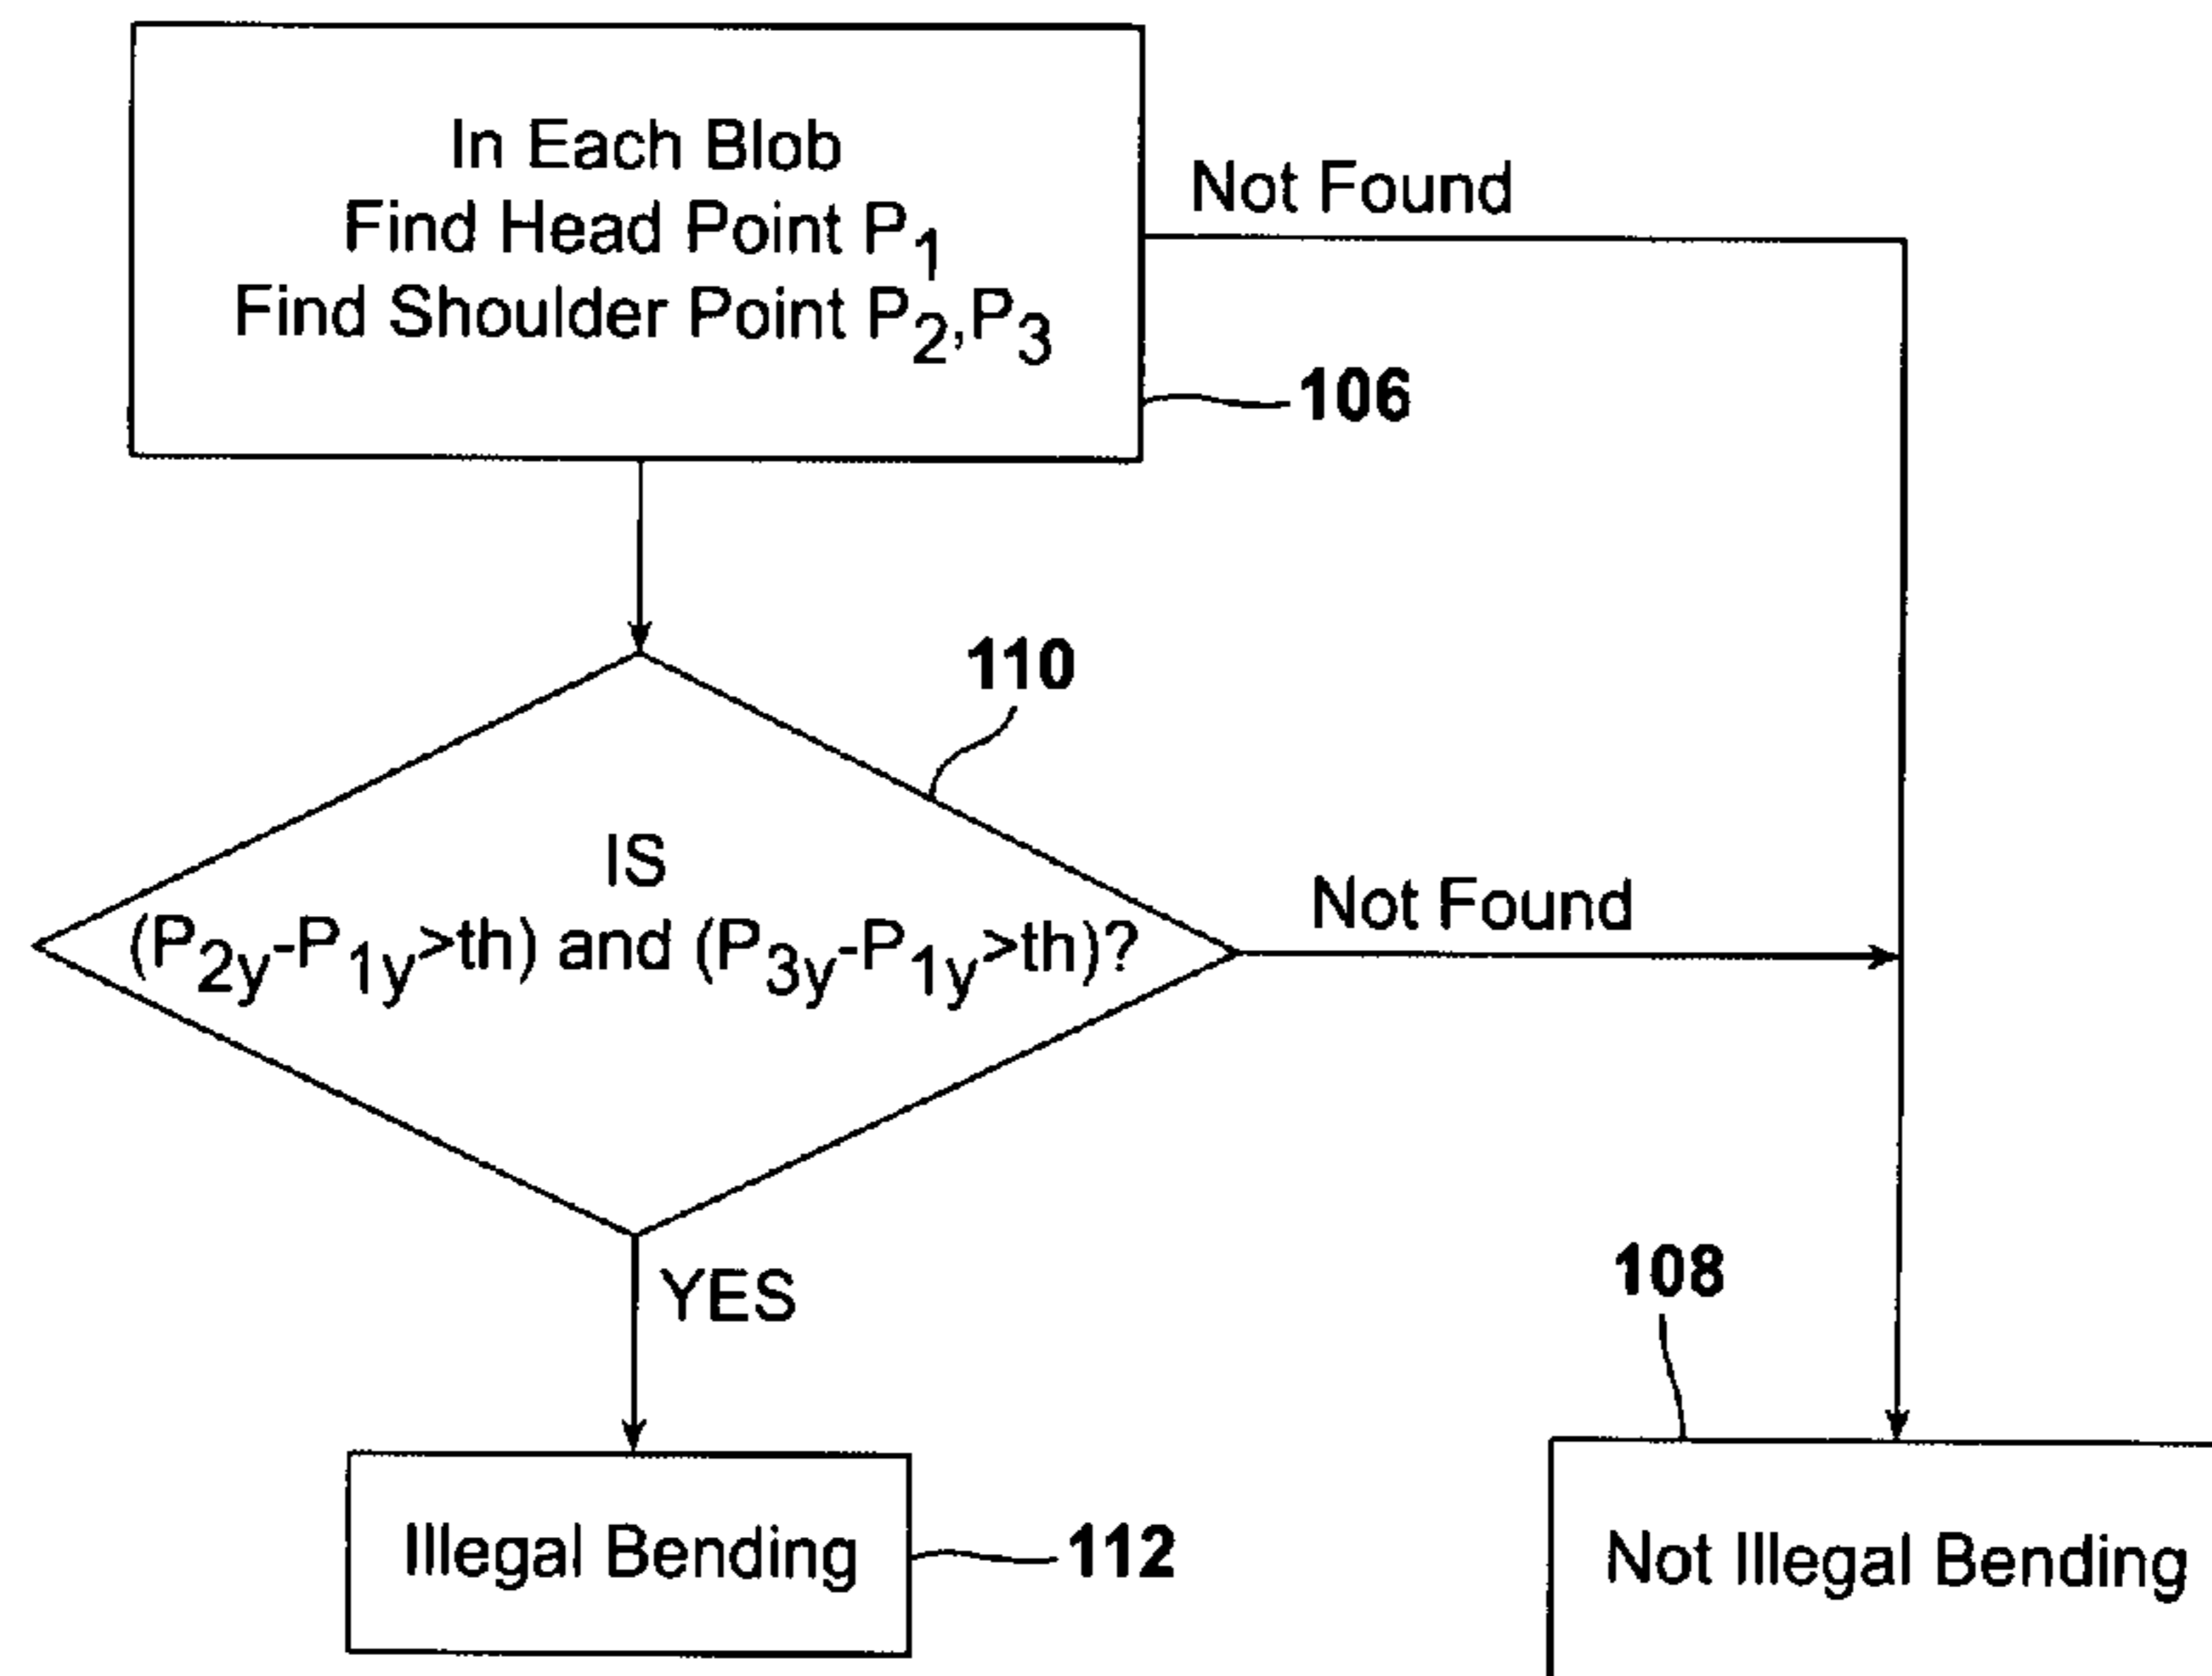 In Each Blob
Find Head Point P1
Find Shoulder Point P2,P3
Not Found
106
110
IS
(P2y-P1y>th) and (P3y-P1y>th)?
Not Found
YES
108
Illegal Bending
112
Not Illegal Bending